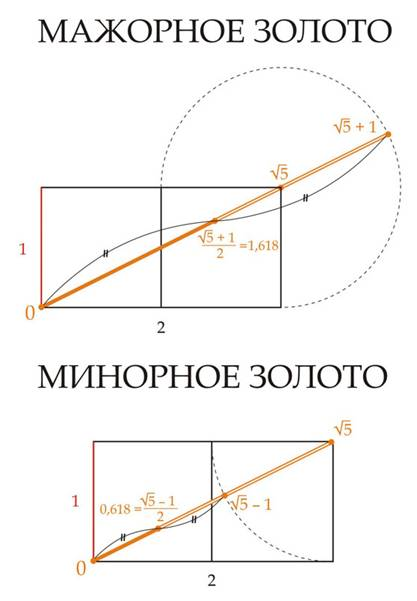 МАЖОРНОЕ ЗОЛОТО
√5 + 1
√5
√5 + 1
2
=1,618
1
0
2
МИНОРНОЕ ЗОЛОТО
√5
0,618 =
√5 – 1
2
√5 – 1
1
0
2